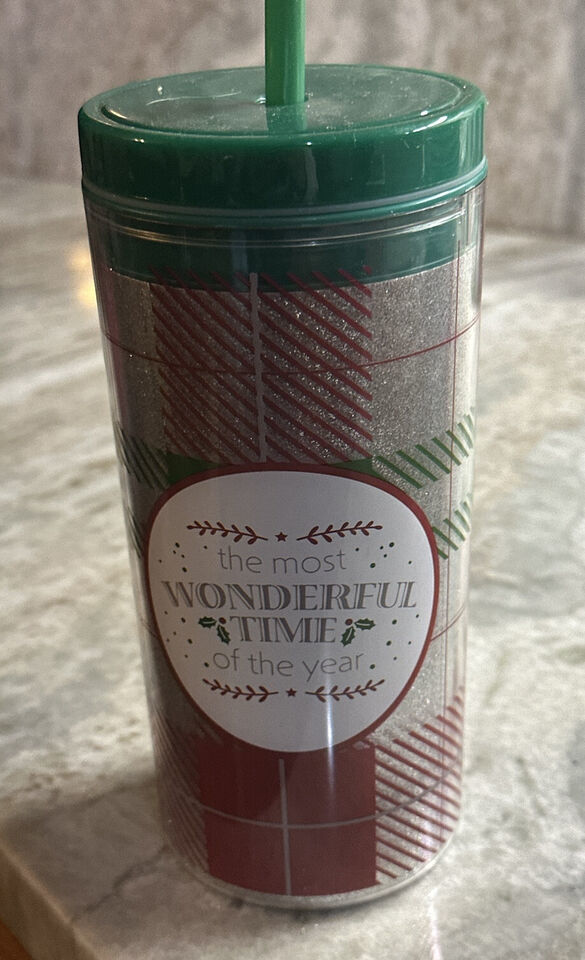 the most
WONDERFUL
TIME
of the year